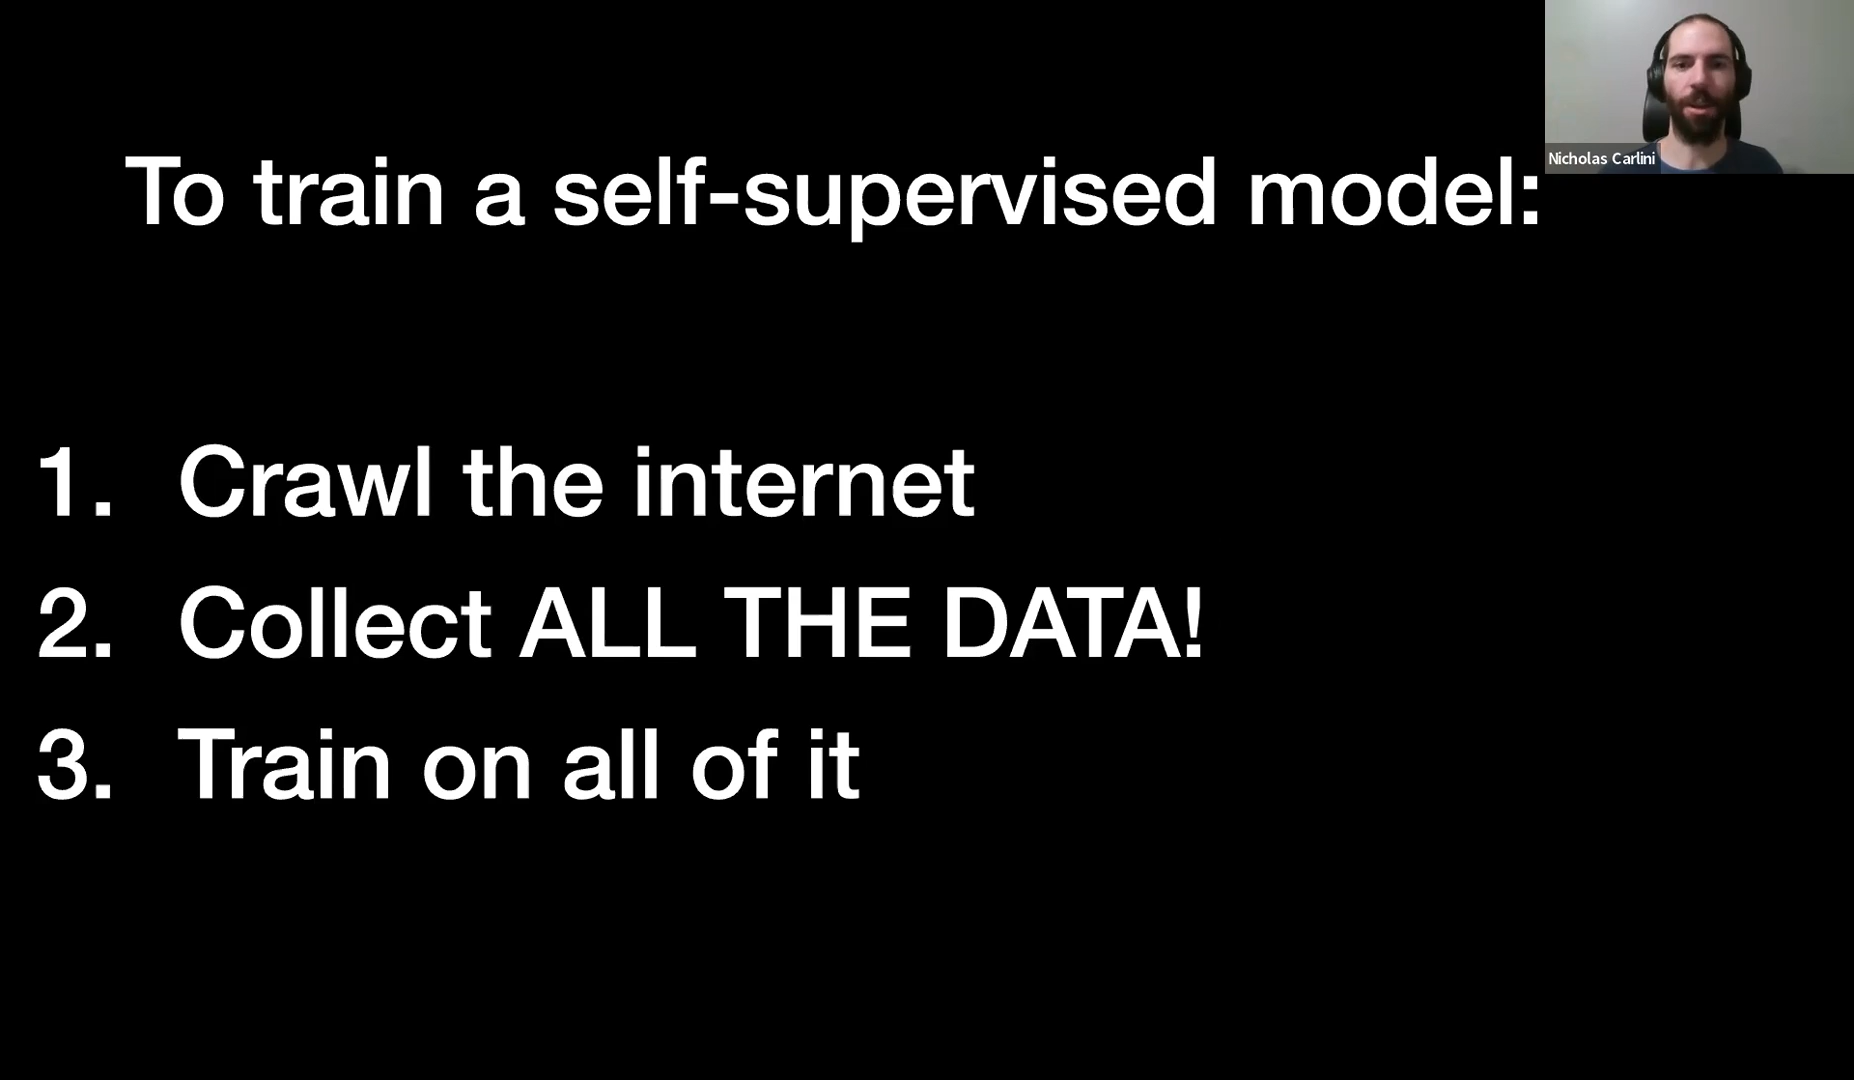 To train a self-supervised model:
Nicholas Carlini
1. Crawl the internet
2. Collect ALL THE DATA!
3. Train on all of it